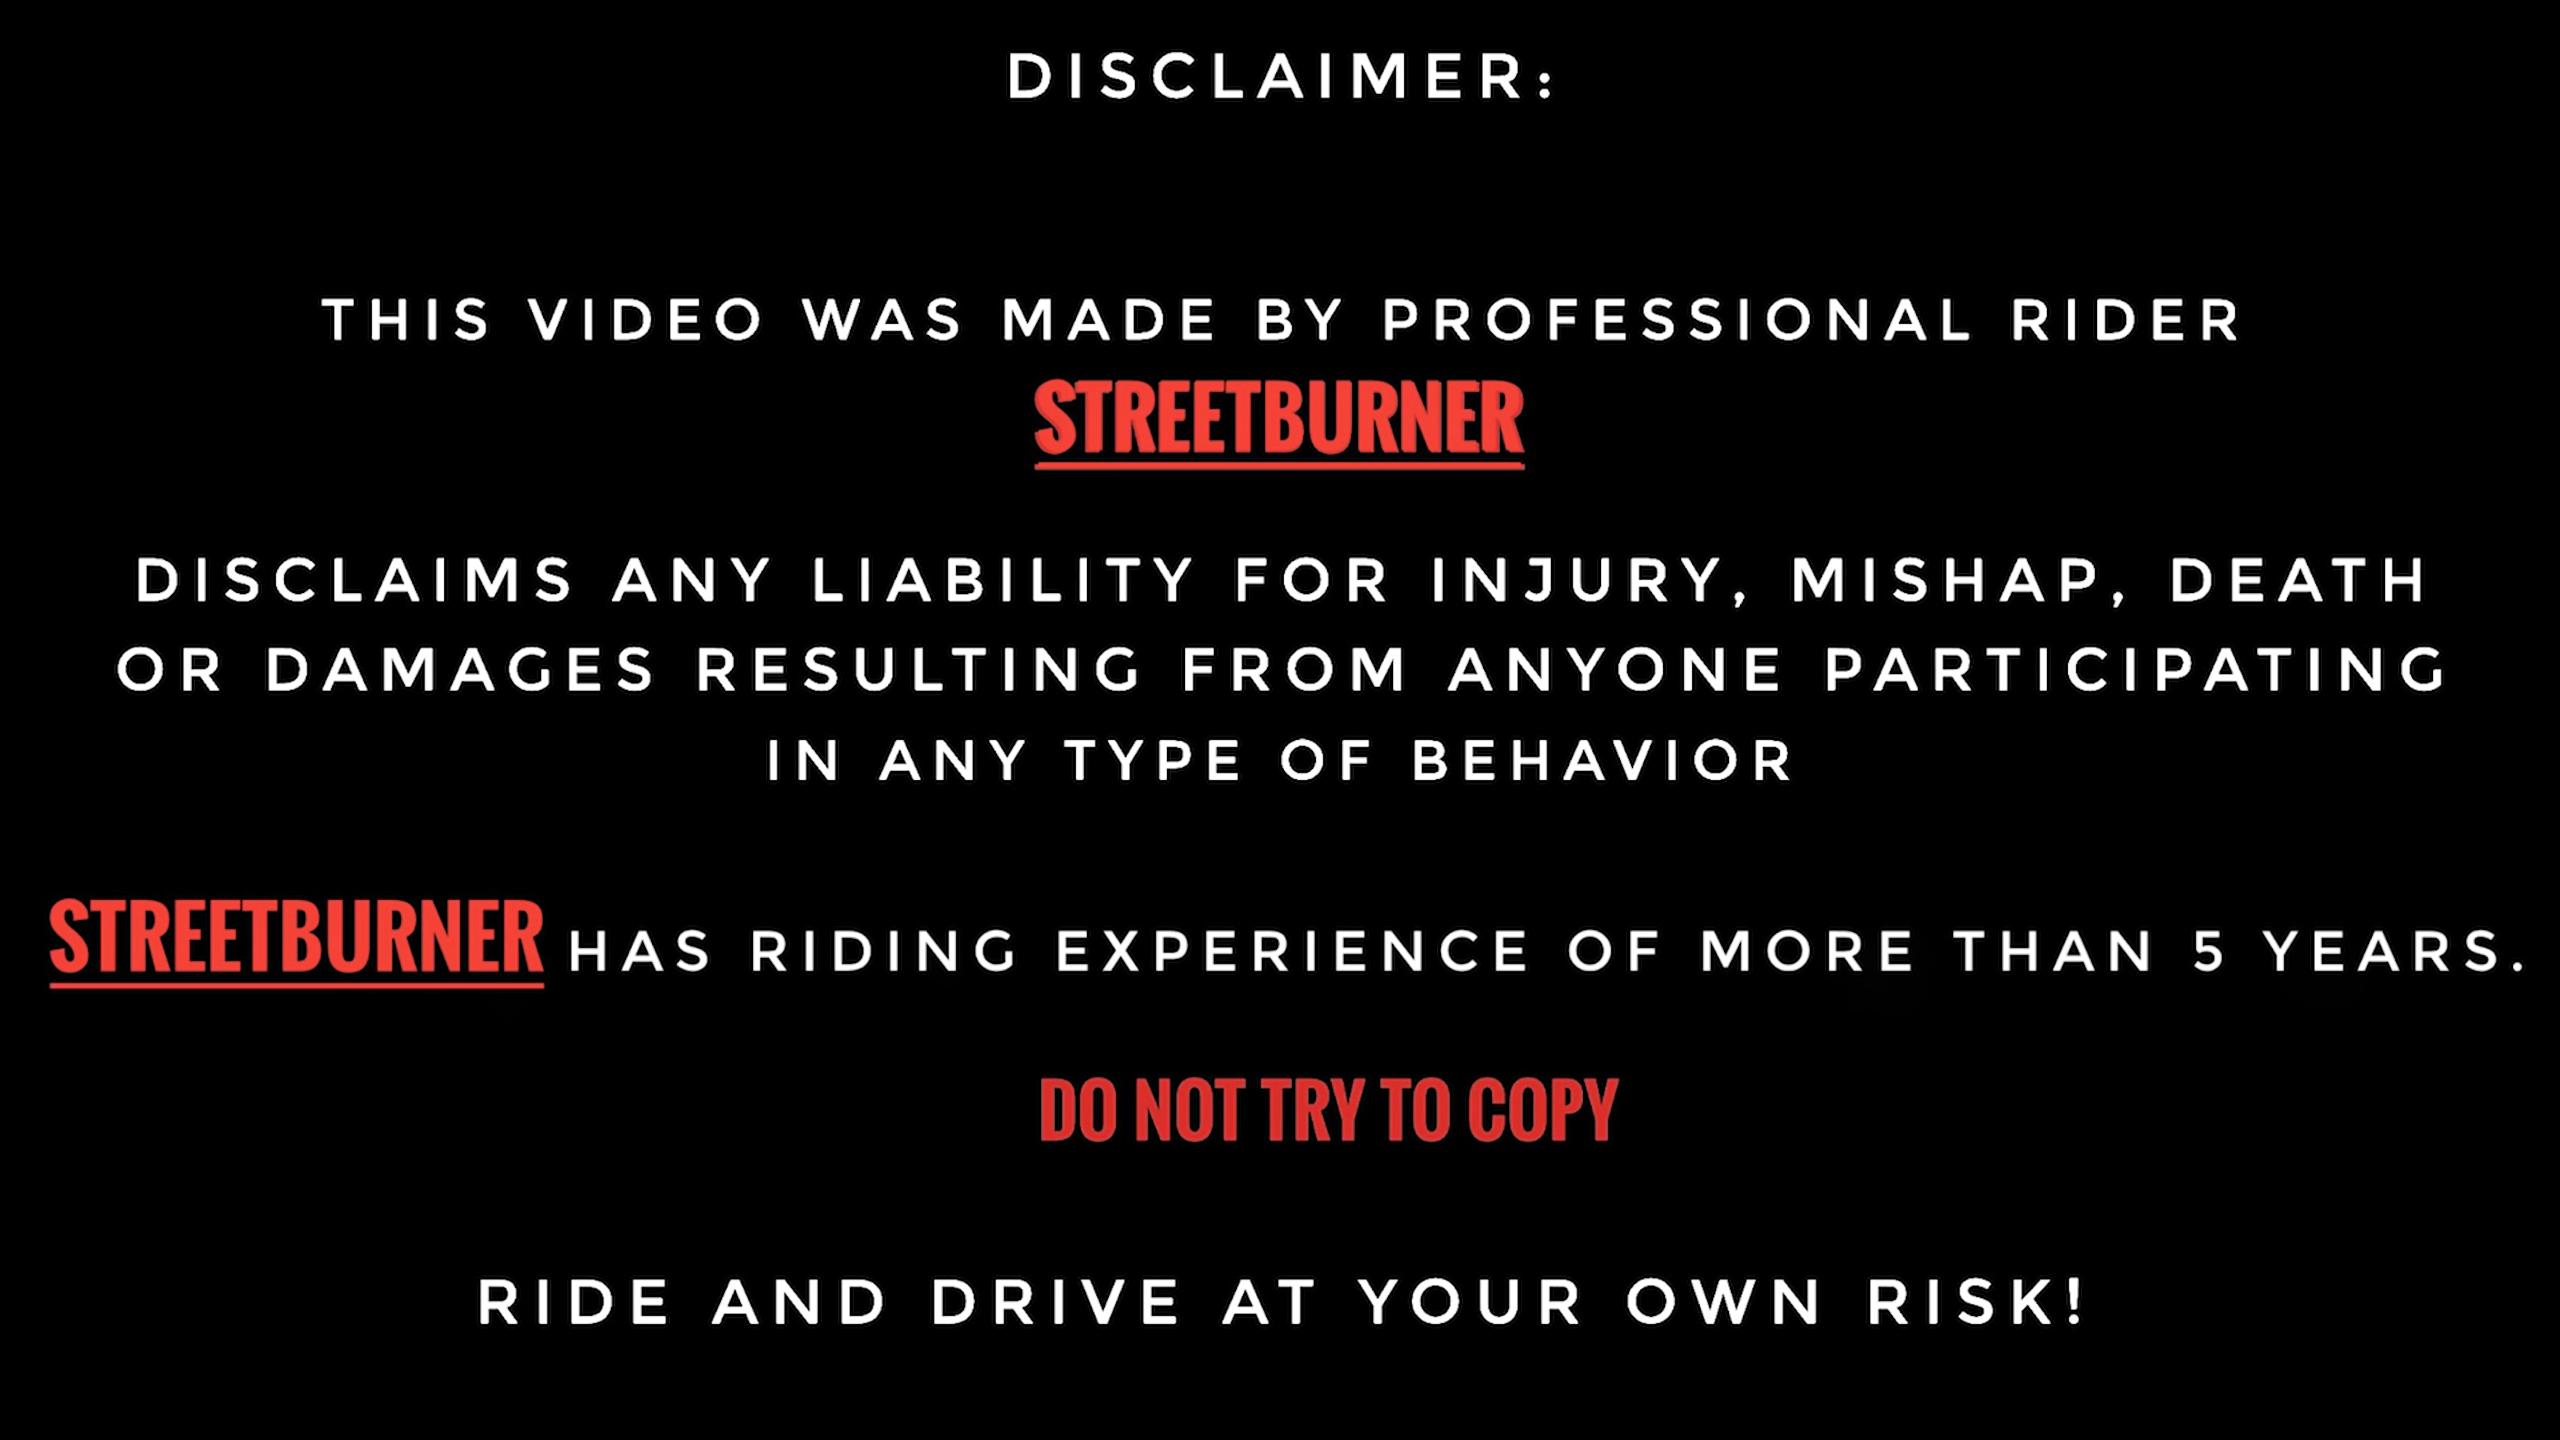 DISCLAIMER:
THIS VIDEO WAS MADE BY PROFESSIONAL RIDER
STREETBURNER
DISCLAIMS ANY LIABILITY FOR INJURY, MISHAP, DEATH
OR DAMAGES RESULTING FROM ANYONE PARTICIPATING
IN ANY TYPE OF BEHAVIOR
STREETBURNER HAS RIDING EXPERIENCE OF MORE THAN 5 YEARS.
DO NOT TRY TO COPY
RIDE AND DRIVE AT YOUR OWN RISK!